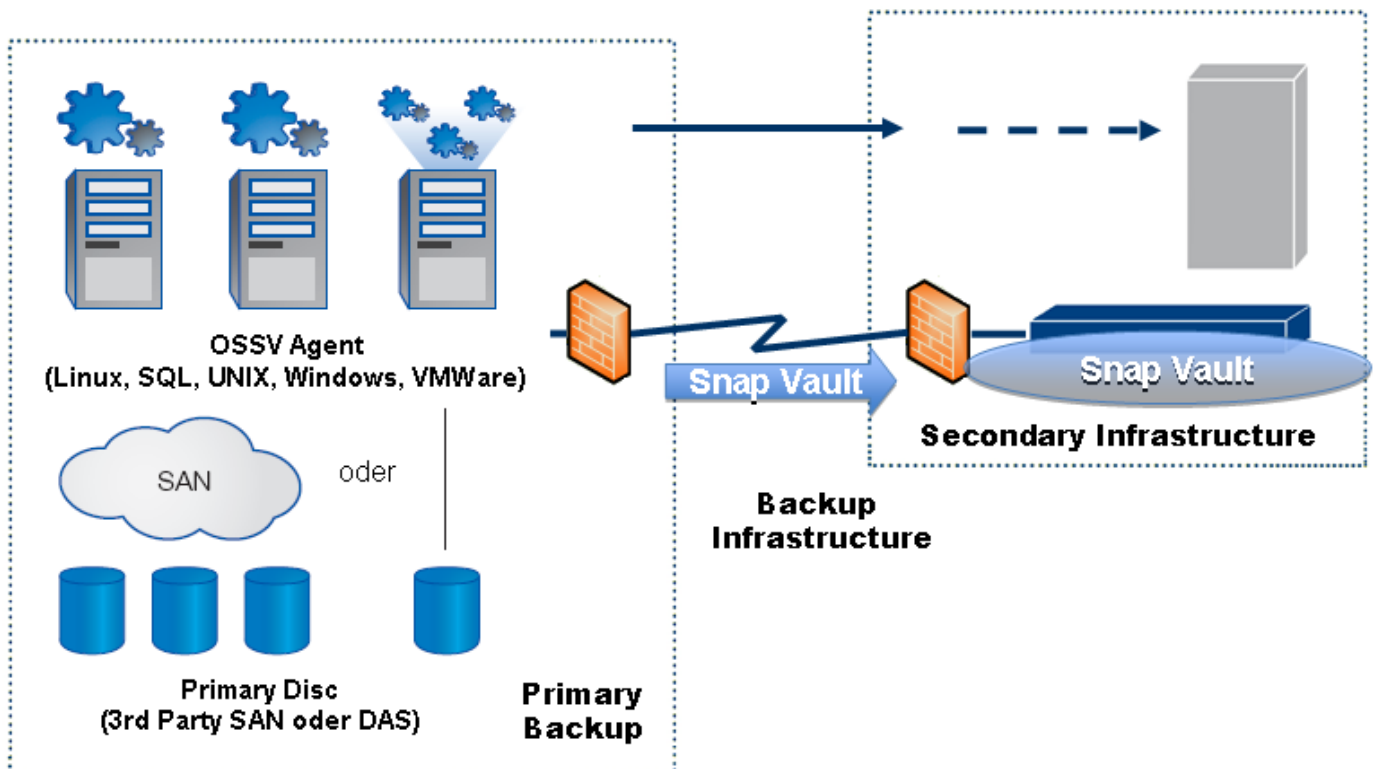 OSSV Agent
(Linux, SQL, UNIX, Windows, VMWare)
SAN
oder
Primary Disc
(3rd Party SAN oder DAS)
Primary
Backup
Snap Vault
Backup
Infrastructure
Snap Vault
Secondary Infrastructure